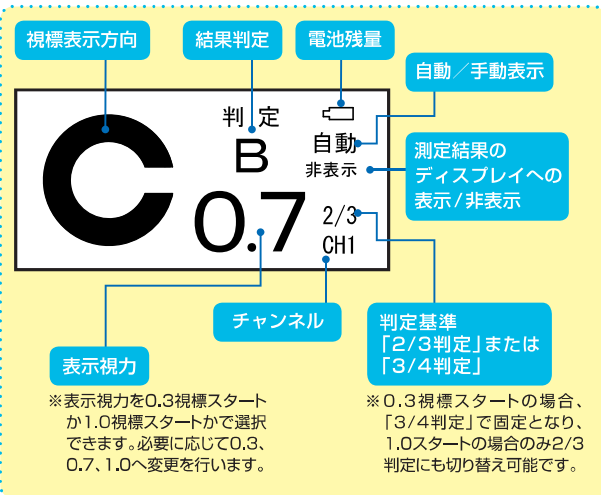 視標表示方向
結果判定
電池残量
自動／手動表示
判 定
B
自動
非表示
0.7
2/3
CH1
測定結果の
ディスプレイへの
表示/非表示
チャンネル
表示視力
判定基準
「2/3判定」または
「3/4判定」
※表示視力を0.3視標スタート
か1.0視標スタートかで選択
できます。必要に応じて0.3、
0.7、1.0へ変更を行います。
※0.3視標スタートの場合、
「3/4判定」で固定となり、
1.0スタートの場合のみ2/3
判定にも切り替え可能です。